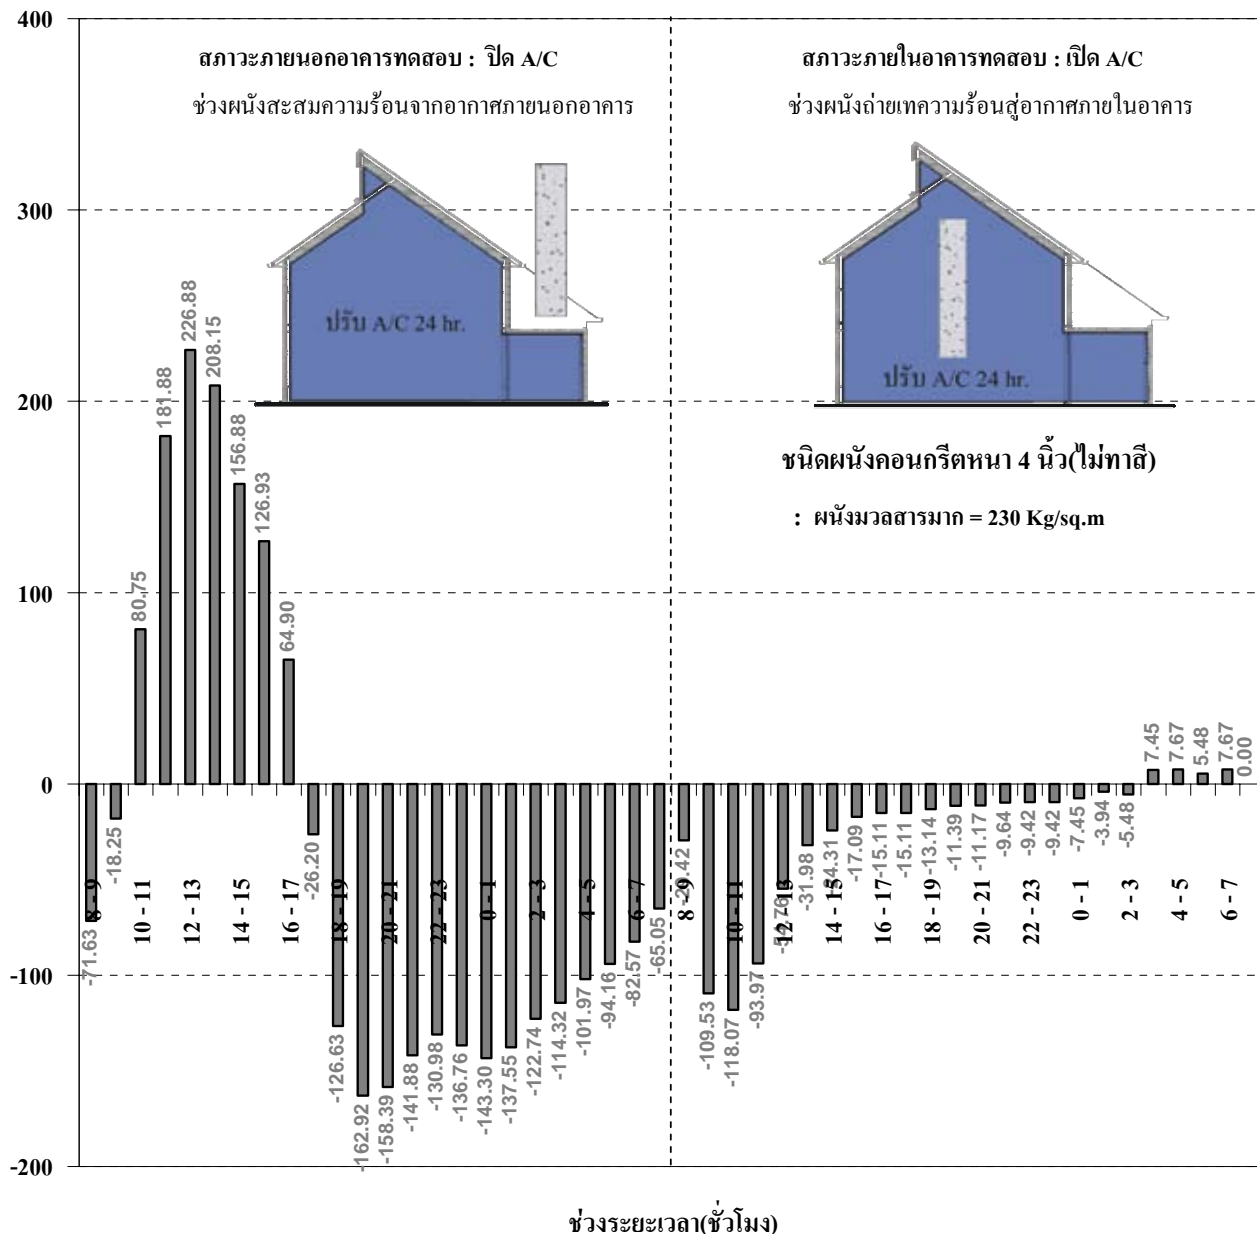 400
300
200
100
0
-100
-200
สภาวะภายนอกอาคารทดสอบ : ปิด A/C
ช่วงผนังสะสมความร้อนจากอากาศภายนอกอาคาร
ปรับ A/C 24 hr.
สภาวะภายในอาคารทดสอบ : เปิด A/C
ช่วงผนังถ่ายเทความร้อนสู่อากาศภายในอาคาร
ปรับ A/C 24 hr.
ชนิดผนังคอนกรีตหนา 4 นิ้ว(ไม่ทาสี)
: ผนังมวลสารมาก = 230 Kg/sq.m
-71.63
-18.25
80.75
181.88
226.88
208.15
156.88
126.93
64.90
-26.20
-126.63
-162.92
-158.39
-141.88
-130.98
-136.76
-143.30
-137.55
-122.74
-114.32
-101.97
-94.16
-82.57
-65.05
-29.42
-109.53
-118.07
-93.97
-54.76
-31.98
-24.31
-17.09
-15.11
-15.11
-13.14
-11.39
-11.17
-9.64
-9.42
-9.42
-7.45
-3.94
-5.48
7.45
7.67
5.48
7.67
0.00
8 - 9
10 - 11
12 - 13
14 - 15
16 - 17
18 - 19
20 - 21
22 - 23
0 - 1
2 - 3
4 - 5
6 - 7
8 - 9
10 - 11
12 - 13
14 - 15
16 - 17
18 - 19
20 - 21
22 - 23
0 - 1
2 - 3
4 - 5
6 - 7
ช่วงระยะเวลา(ชั่วโมง)